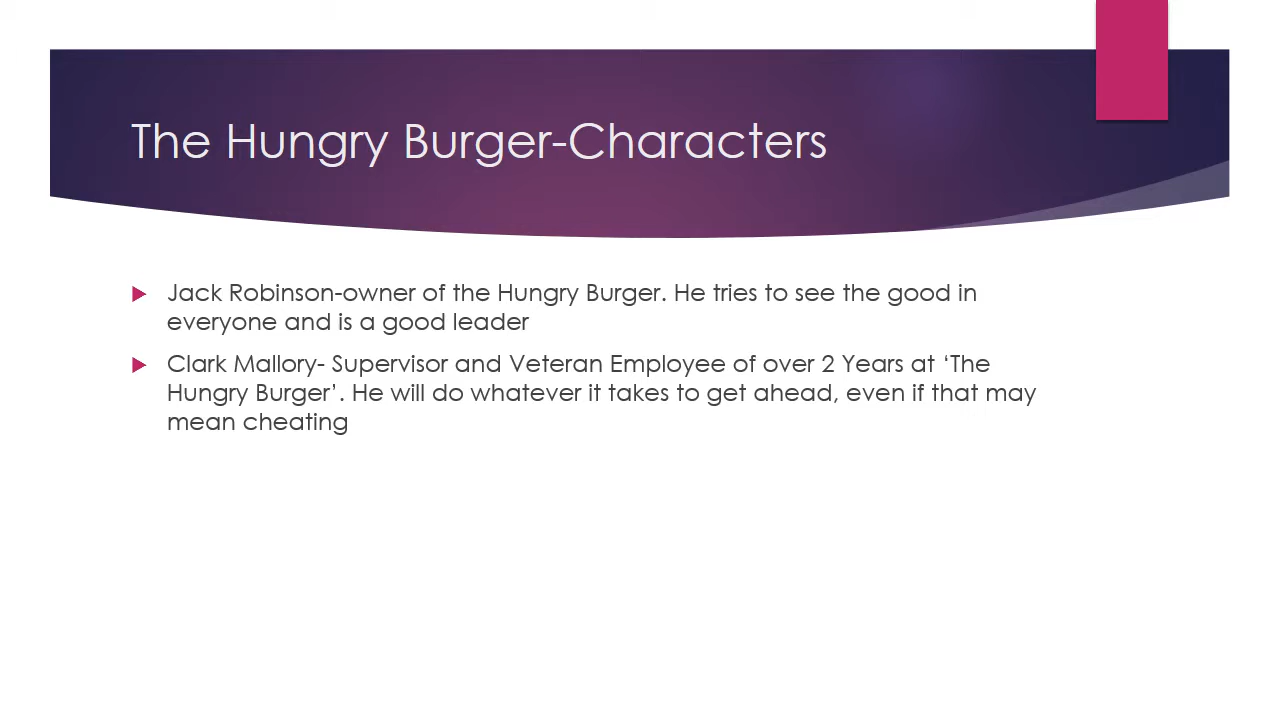 The Hungry Burger-Characters
Jack Robinson-owner of the Hungry Burger. He tries to see the good in
everyone and is a good leader
Clark Mallory- Supervisor and Veteran Employee of over 2 Years at ‘The
Hungry Burger’. He will do whatever it takes to get ahead, even if that may
mean cheating